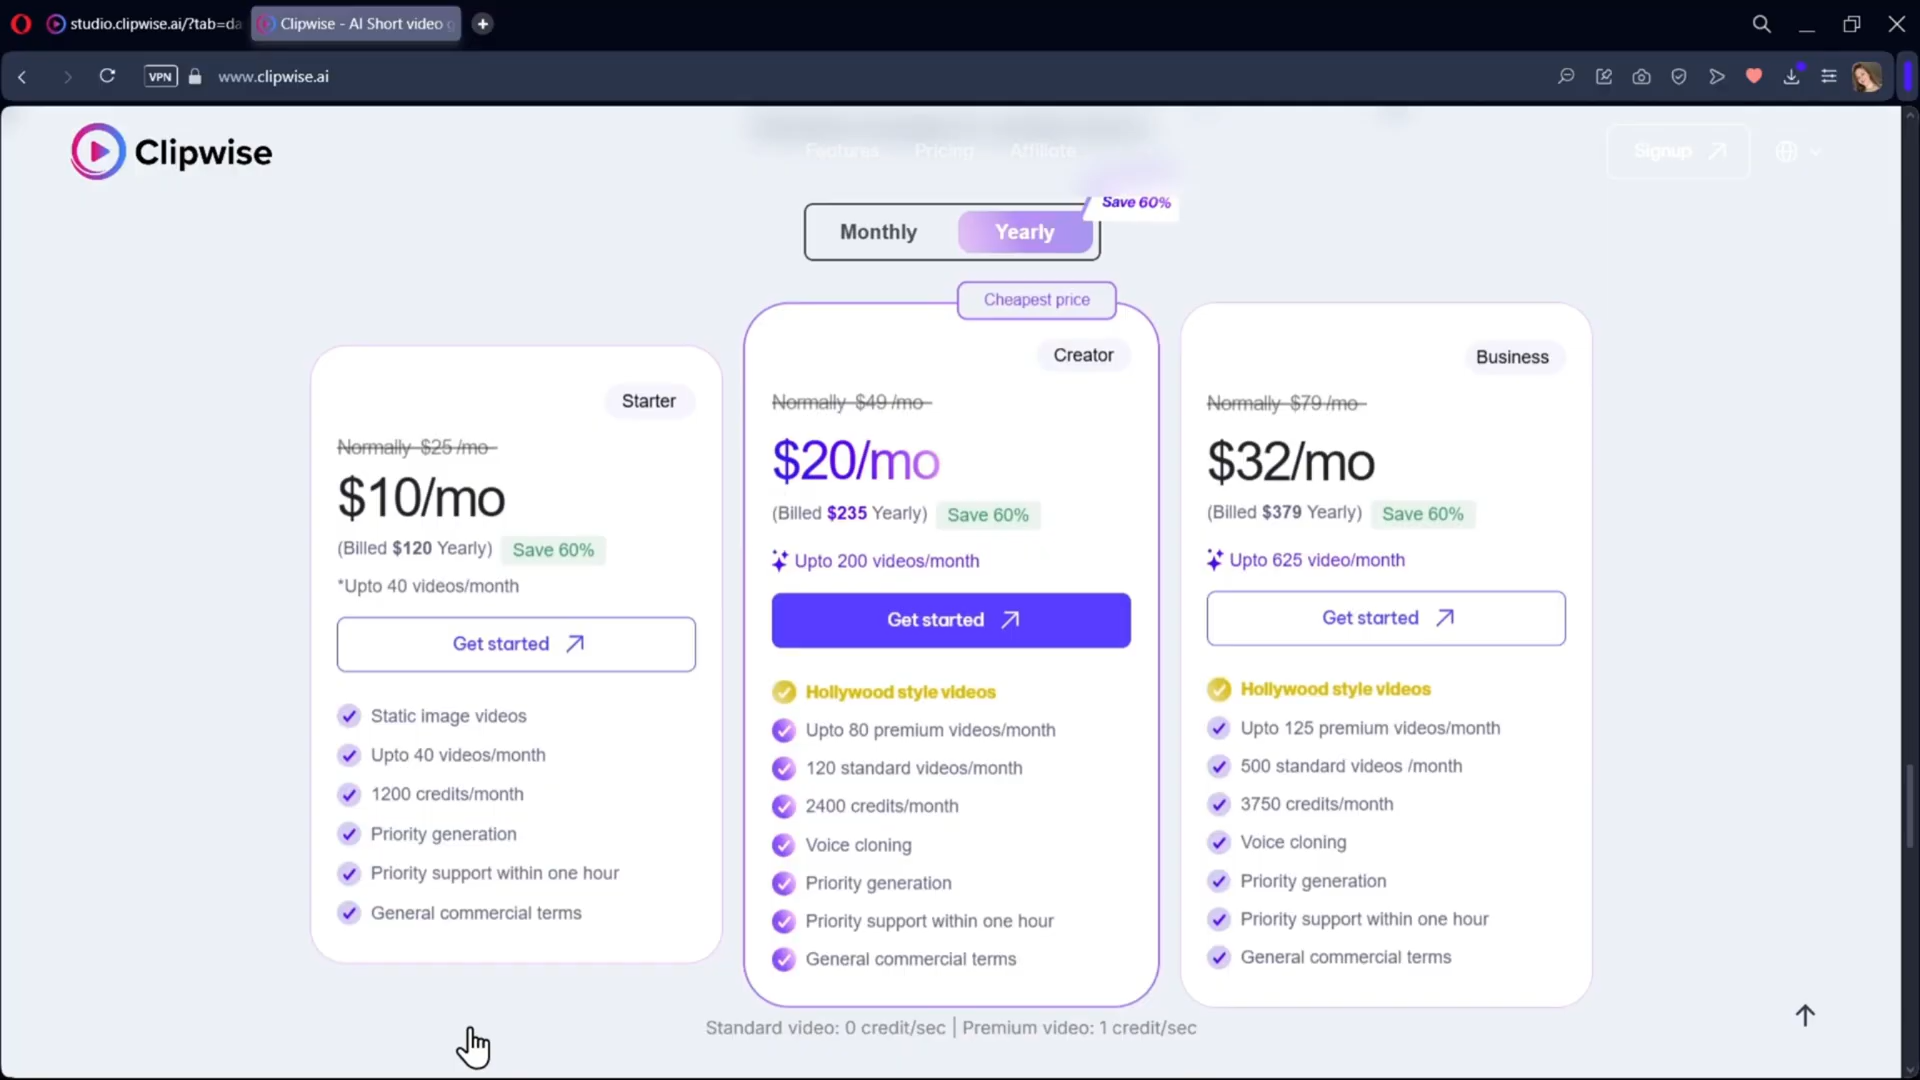 studio.clipwise.ai/?tab=da
Clipwise - AI Short video g
VPN
www.clipwise.ai
Clipwise
Features
Pricing
Affiliate
Signup
Save 60%
Monthly
Yearly
Cheapest price
Starter
Normally $25 /mo
$10/mo
(Billed $120 Yearly)
Save 60%
*Upto 40 videos/month
Get started
Static image videos
Upto 40 videos/month
1200 credits/month
Priority generation
Priority support within one hour
General commercial terms
Creator
Normally $49 /mo
$20/mo
(Billed $235 Yearly)
Save 60%
Upto 200 videos/month
Get started
Hollywood style videos
Upto 80 premium videos/month
120 standard videos/month
2400 credits/month
Voice cloning
Priority generation
Priority support within one hour
General commercial terms
Business
Normally $79 /mo
$32/mo
(Billed $379 Yearly)
Save 60%
Upto 625 video/month
Get started
Hollywood style videos
Upto 125 premium videos/month
500 standard videos /month
3750 credits/month
Voice cloning
Priority generation
Priority support within one hour
General commercial terms
Standard video: 0 credit/sec | Premium video: 1 credit/sec